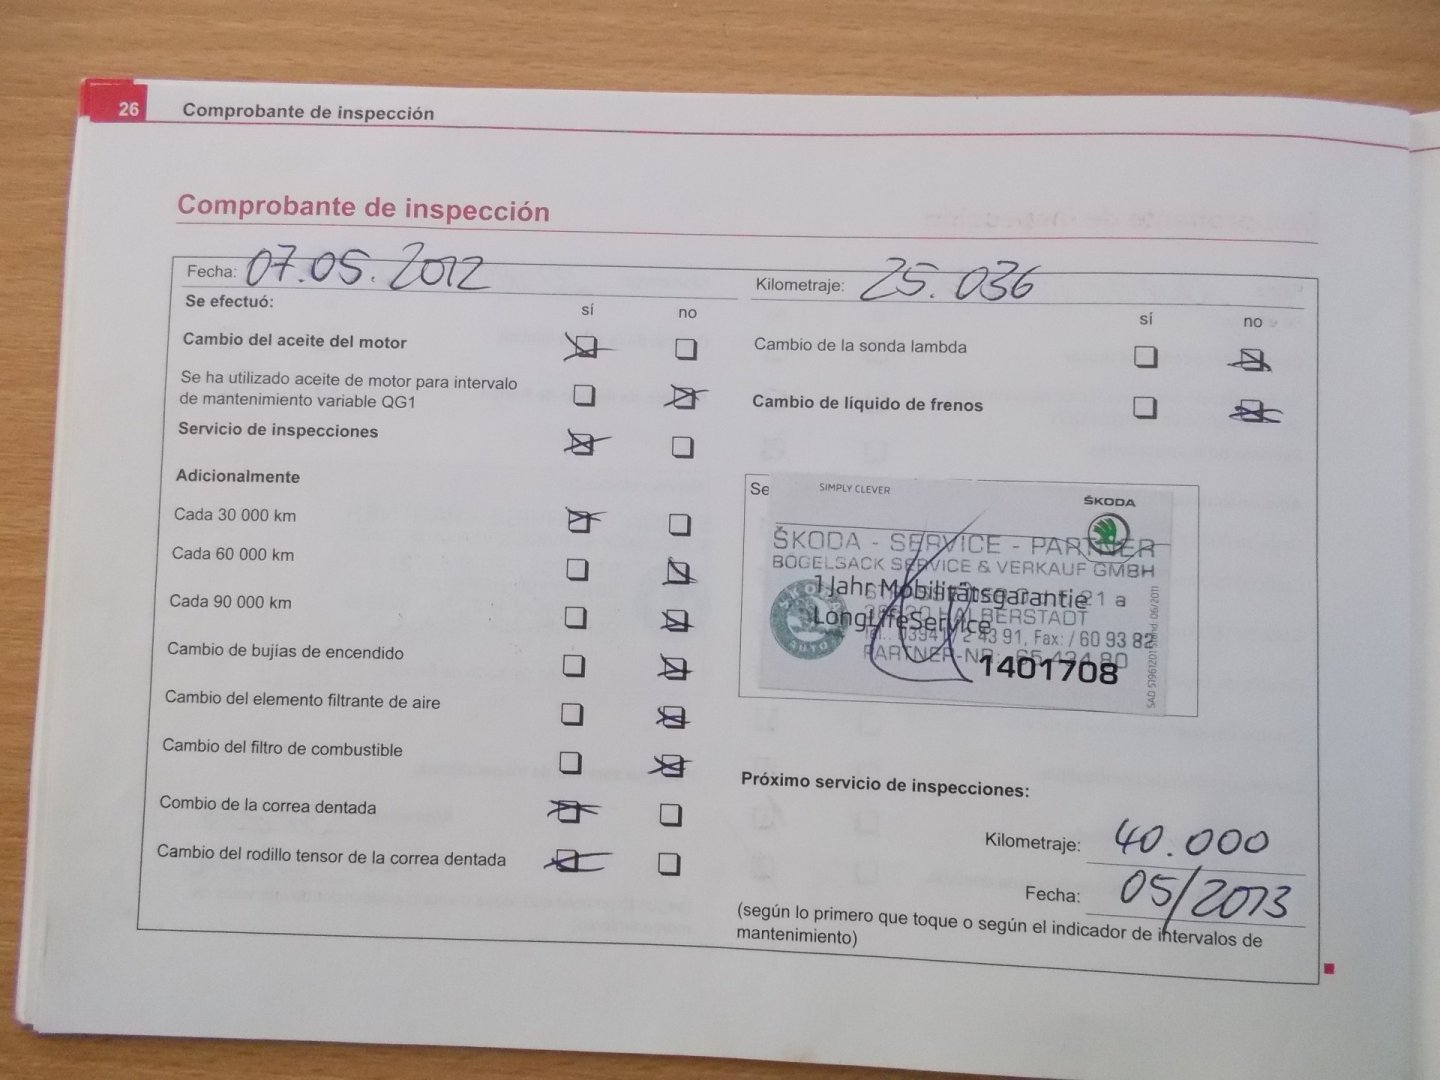 26 Comprobante de inspección
Comprobante de inspección
Fecha: 07.05.2012
Se efectuó:
sí no
Cambio del aceite del motor
Se ha utilizado aceite de motor para intervalo
de mantenimiento variable QG1
Servicio de inspecciones
Adicionalmente
Cada 30 000 km
Cada 60 000 km
Cada 90 000 km
Cambio de bujías de encendido
Cambio del elemento filtrante de aire
Cambio del filtro de combustible
Combio de la correa dentada
Cambio del rodillo tensor de la correa dentada
Kilometraje: 25.036
sí no
Cambio de la sonda lambda
Cambio de líquido de frenos
Se
SIMPLY CLEVER
ŠKODA
ŠKODA - SERVICE - PARTNER
BOGELSACK SERVICE & VERKAUF GMBH
1 Jahr Mobilitätsgarantie
21 a
HALBERSTADT
LongLifeService
43 91, Fax: / 60 93 82
PARTNER-NR.:
1401708
Próximo servicio de inspecciones:
Kilometraje: 40.000
Fecha: 05/2013
(según lo primero que toque o según el indicador de intervalos de
mantenimiento)